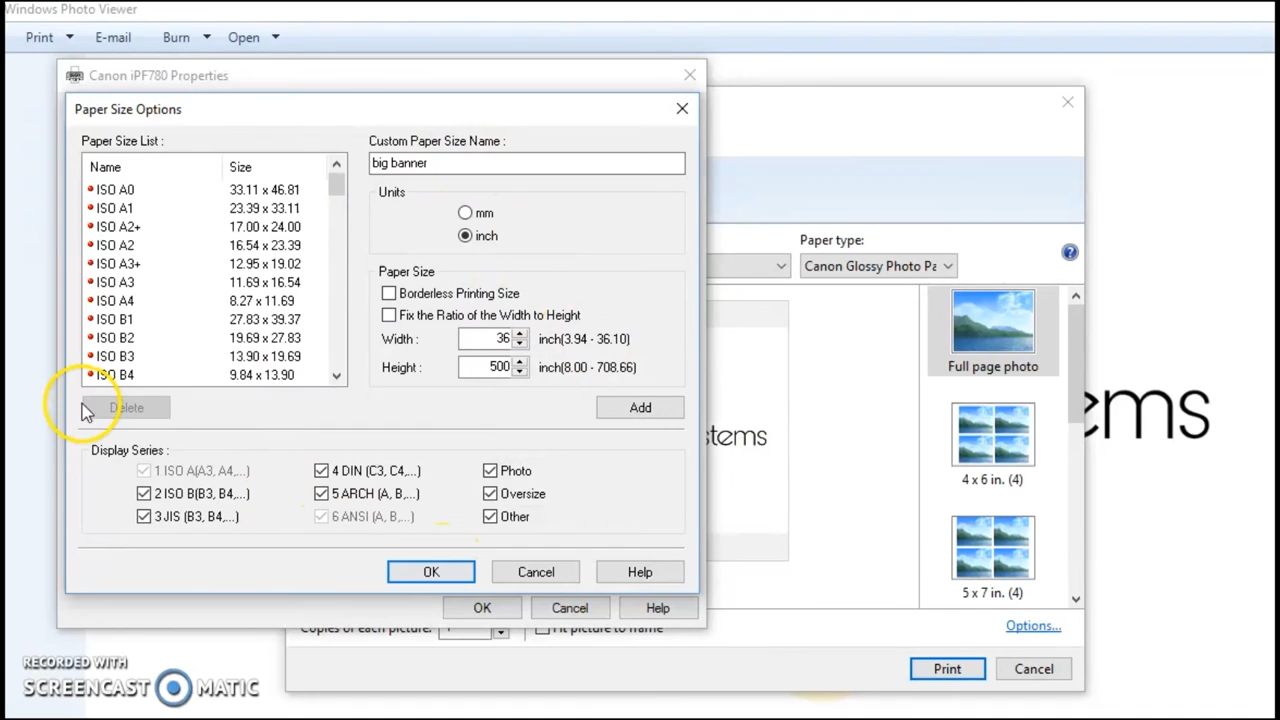 Windows Photo Viewer
Print E-mail Burn Open
Canon iPF780 Properties
Paper Size Options
Paper Size List :
Name Size
ISO A0 33.11 x 46.81
ISO A1 23.39 x 33.11
ISO A2+ 17.00 x 24.00
ISO A2 16.54 x 23.39
ISO A3+ 12.95 x 19.02
ISO A3 11.69 x 16.54
ISO A4 8.27 x 11.69
ISO B1 27.83 x 39.37
ISO B2 19.69 x 27.83
ISO B3 13.90 x 19.69
ISO B4 9.84 x 13.90
Delete
Custom Paper Size Name :
big banner
Units
mm
inch
Paper Size
Borderless Printing Size
Fix the Ratio of the Width to Height
Width : 36 inch(3.94 - 36.10)
Height : 500 inch(8.00 - 708.66)
Add
Display Series :
1 ISO A(A3, A4,...) 4 DIN (C3, C4,...) Photo
2 ISO B(B3, B4,...) 5 ARCH (A, B,...) Oversize
3 JIS (B3, B4,...) 6 ANSI (A, B,...) Other
OK Cancel Help
OK Cancel Help
Paper type:
Canon Glossy Photo Pa
Full page photo
4 x 6 in. (4)
5 x 7 in. (4)
stems
ems
Copies of each picture: Fit picture to frame
Options...
Print Cancel
RECORDED WITH
SCREENCAST MATIC